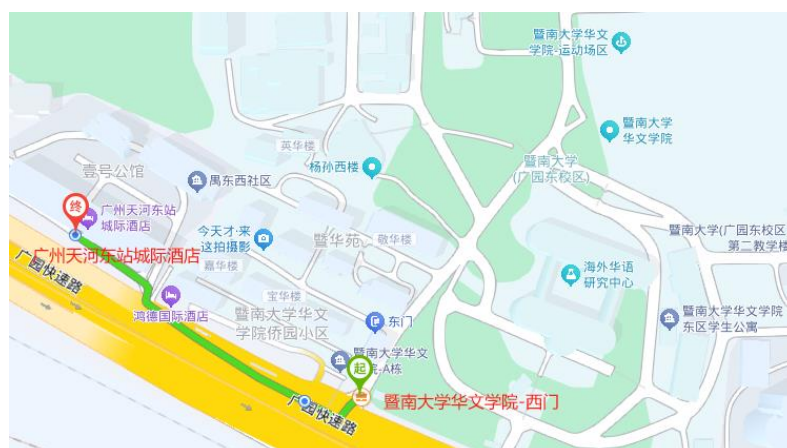 暨南大学华文
学院-运动场区
暨南大学
华文学院
英华楼
杨孙西楼
暨南大学
(广园东校区)
壹号公馆
禺东西社区
终
广州天河东站
城际酒店
广州天河东站城际酒店
今天才·来
这拍摄影
暨华苑
敬华楼
嘉华楼
暨南大学(广园东校区
第二教学楼
海外华语
研究中心
广园快速路
鸿德国际酒店
宝华楼
暨南大学华文
学院侨园小区
东门
暨南大学华文学院
东区学生公寓
暨南大学华文
院-A栋
起
广园快速路
暨南大学华文学院-西门